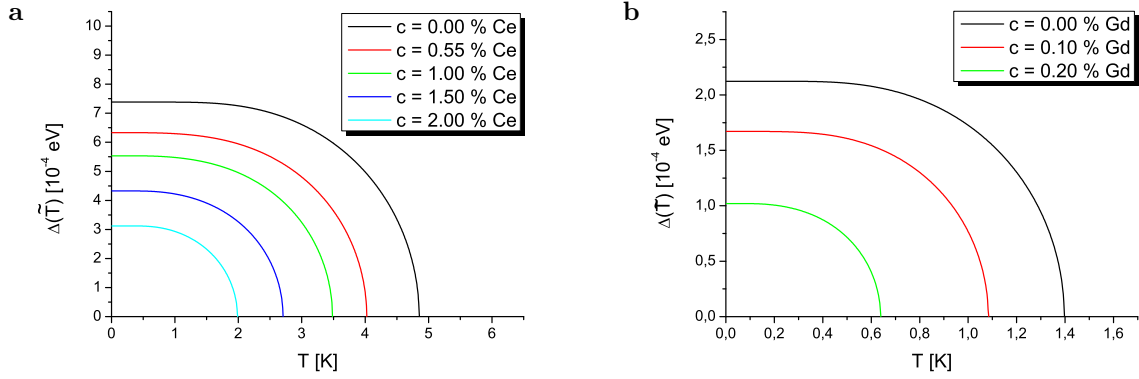 a
10
9
8
7
6
5
4
3
2
1
0
Δ(T̃) [10⁻⁴ eV]
c = 0.00 % Ce
c = 0.55 % Ce
c = 1.00 % Ce
c = 1.50 % Ce
c = 2.00 % Ce
0 1 2 3 4 5 6
T [K]
b
2,5
2,0
1,5
1,0
0,5
0,0
Δ(T̃) [10⁻⁴ eV]
c = 0.00 % Gd
c = 0.10 % Gd
c = 0.20 % Gd
0,0 0,2 0,4 0,6 0,8 1,0 1,2 1,4 1,6
T [K]